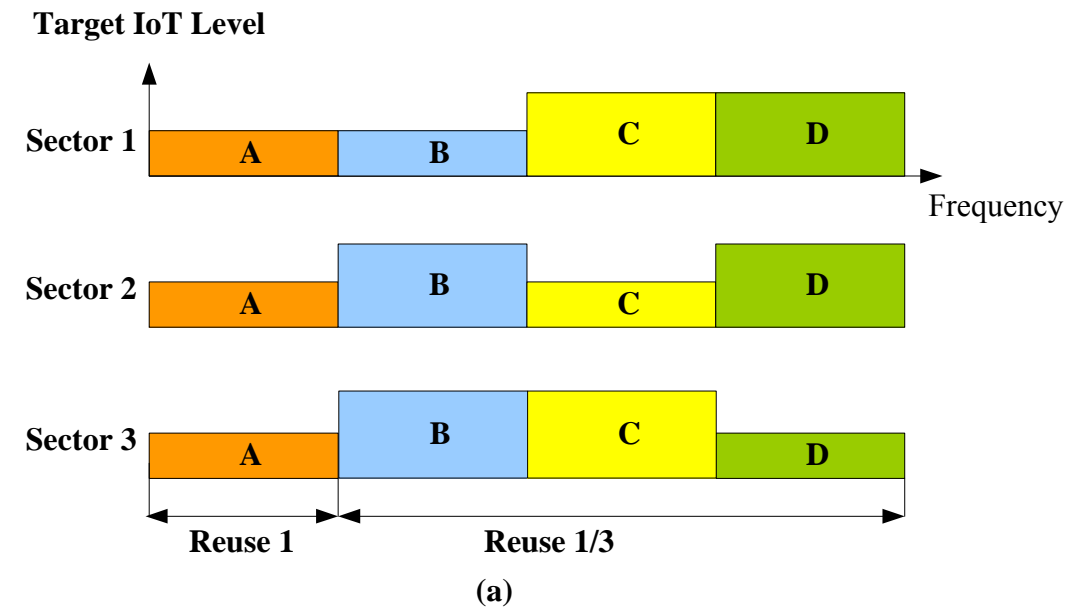 Target IoT Level
Sector 1
A
B
C
D
Frequency
Sector 2
A
B
C
D
Sector 3
A
B
C
D
Reuse 1
Reuse 1/3
(a)